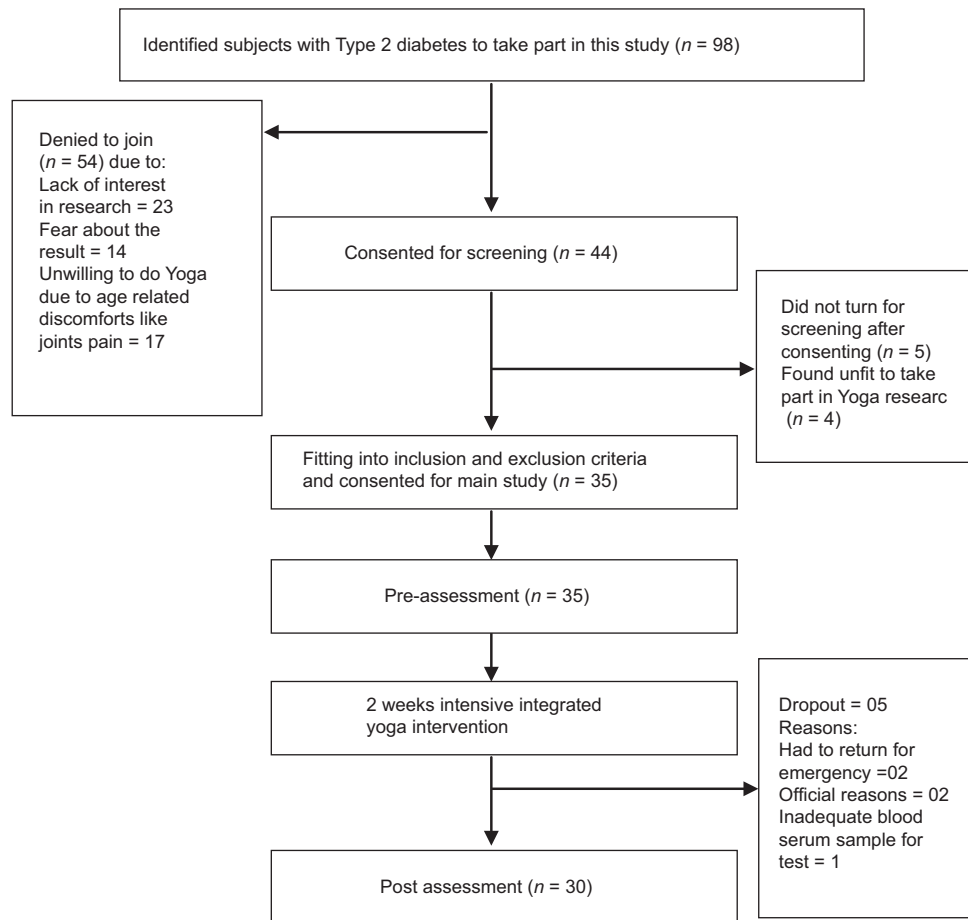 Identified subjects with Type 2 diabetes to take part in this study (n = 98)
Denied to join
(n = 54) due to:
Lack of interest
in research = 23
Fear about the
result = 14
Unwilling to do Yoga
due to age related
discomforts like
joints pain = 17
Consented for screening (n = 44)
Did not turn for
screening after
consenting (n = 5)
Found unfit to take
part in Yoga researc
(n = 4)
Fitting into inclusion and exclusion criteria
and consented for main study (n = 35)
Pre-assessment (n = 35)
2 weeks intensive integrated
yoga intervention
Dropout = 05
Reasons:
Had to return for
emergency =02
Official reasons = 02
Inadequate blood
serum sample for
test = 1
Post assessment (n = 30)